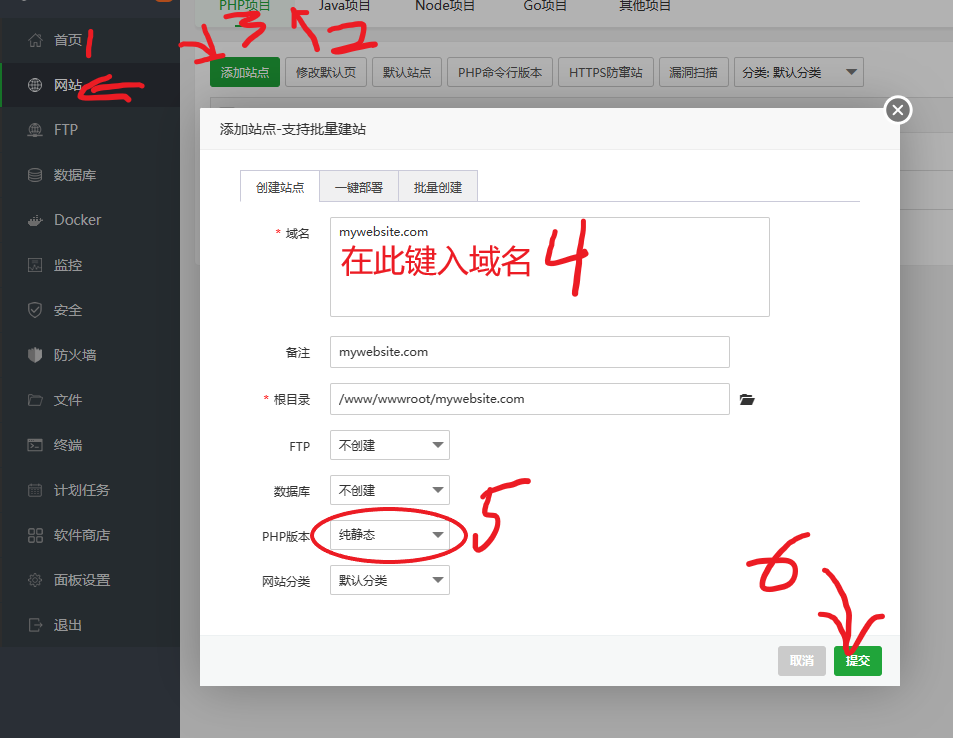 首页
1
网站
FTP
数据库
Docker
监控
安全
防火墙
文件
终端
计划任务
软件商店
面板设置
退出
PHP项目 Java项目 Node项目 Go项目 其他项目
3 2
添加站点 修改默认页 默认站点 PHP命令行版本 HTTPS防窜站 漏洞扫描 分类: 默认分类
添加站点-支持批量建站
创建站点 一键部署 批量创建
* 域名 mywebsite.com
在此键入域名 4
备注 mywebsite.com
* 根目录 /www/wwwroot/mywebsite.com
FTP 不创建
数据库 不创建
5
PHP版本 纯静态
网站分类 默认分类
6
取消 提交